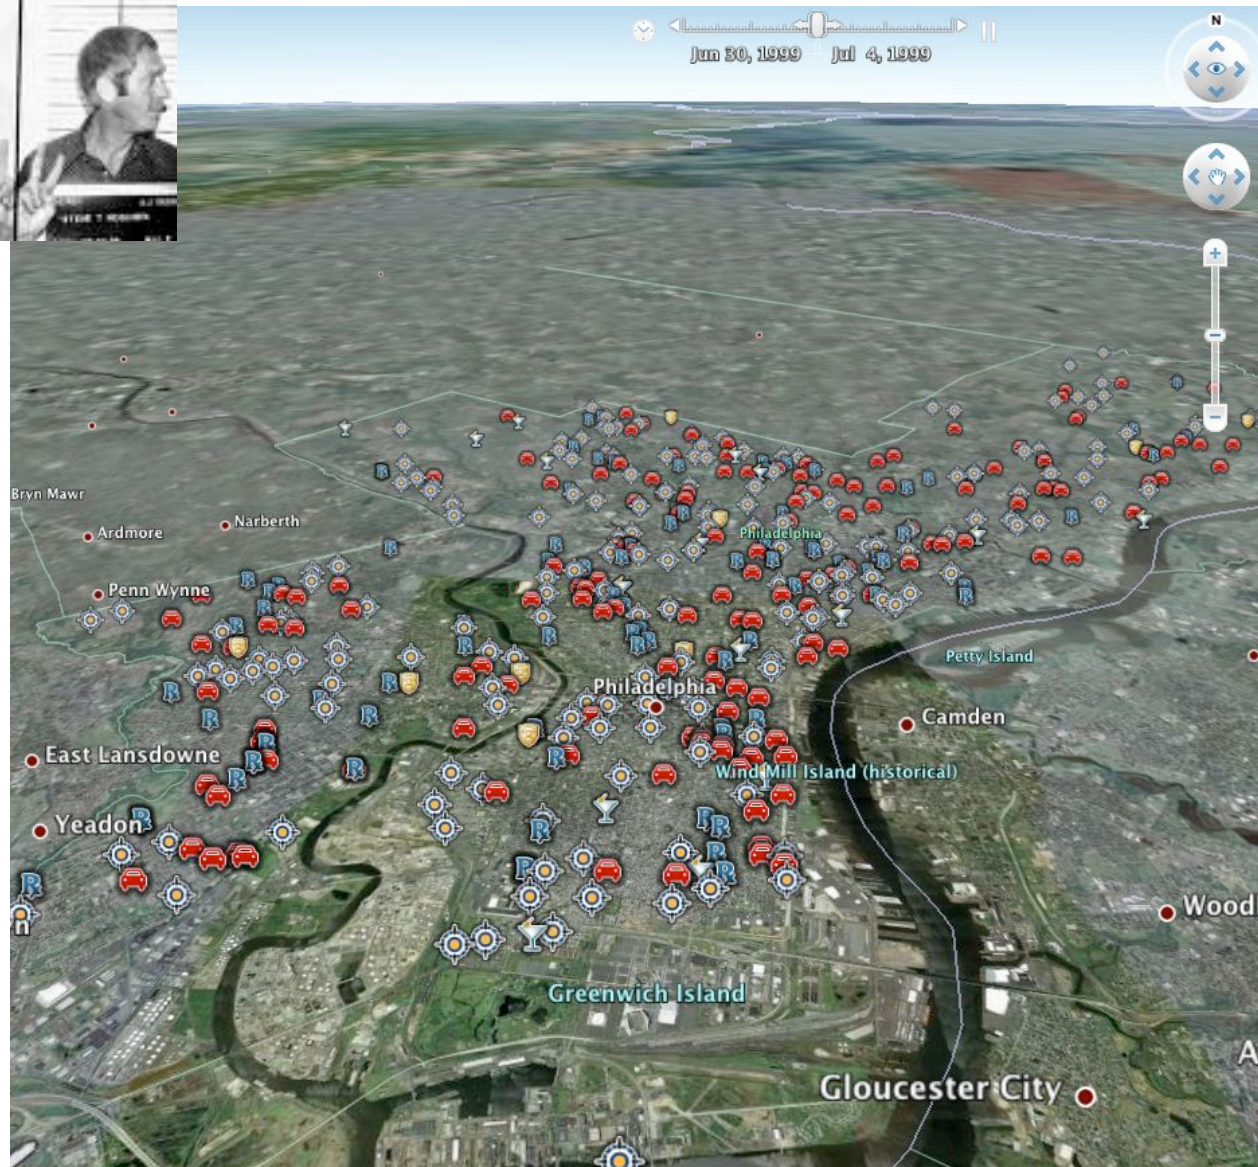 N
Jun 30, 1999 Jul 4, 1999
Bryn Mawr
Ardmore
Narberth
Philadelphia
Penn Wynne
Petty Island
Philadelphia
Camden
East Lansdowne
Wind Mill Island (historical)
Yeadon
Wood
n
Greenwich Island
A
Gloucester City